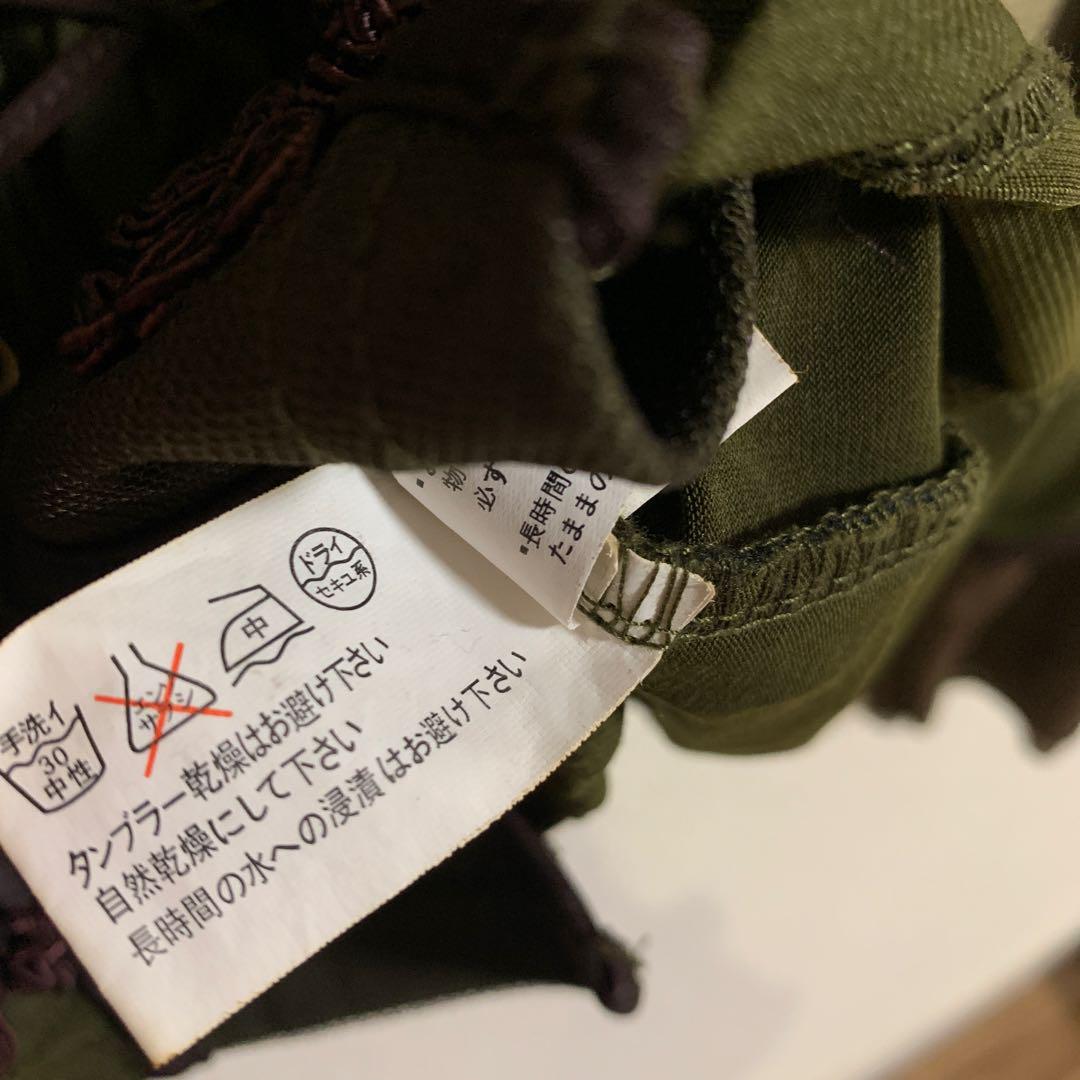 手洗イ
30
中性
エンソ
サラシ
中
ドライ
セキユ系
タンブラー乾燥はお避け下さい
自然乾燥にして下さい
長時間の水への浸漬はお避け下さい
物
必ず
・長時間の
たままの